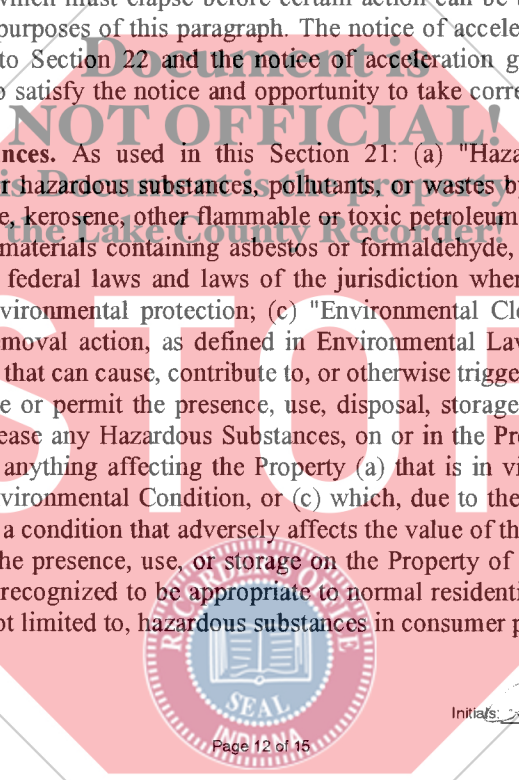 which must elapse before certain action can be
purposes of this paragraph. The notice of accele
to Section 22 and the notice of acceleration g
o satisfy the notice and opportunity to take corre
Document is
NOT OFFICIAL!
nces. As used in this Section 21: (a) "Haza
r hazardous substances, pollutants, or wastes b
is Document is the property
e, kerosene, other flammable or toxic petroleum
the Lake County Recorder!
materials containing asbestos or formaldehyde,
federal laws and laws of the jurisdiction wher
vironmental protection; (c) "Environmental Cle
moval action, as defined in Environmental Law
that can cause, contribute to, or otherwise trigge
STOP
e or permit the presence, use, disposal, storage
ease any Hazardous Substances, on or in the Pr
anything affecting the Property (a) that is in vi
vironmental Condition, or (c) which, due to the
a condition that adversely affects the value of th
he presence, use, or storage on the Property of
recognized to be appropriate to normal residenti
ot limited to, hazardous substances in consumer p
RECORDER'S OFFICE
SEAL
INDIANA
Initials:
Page 12 of 15